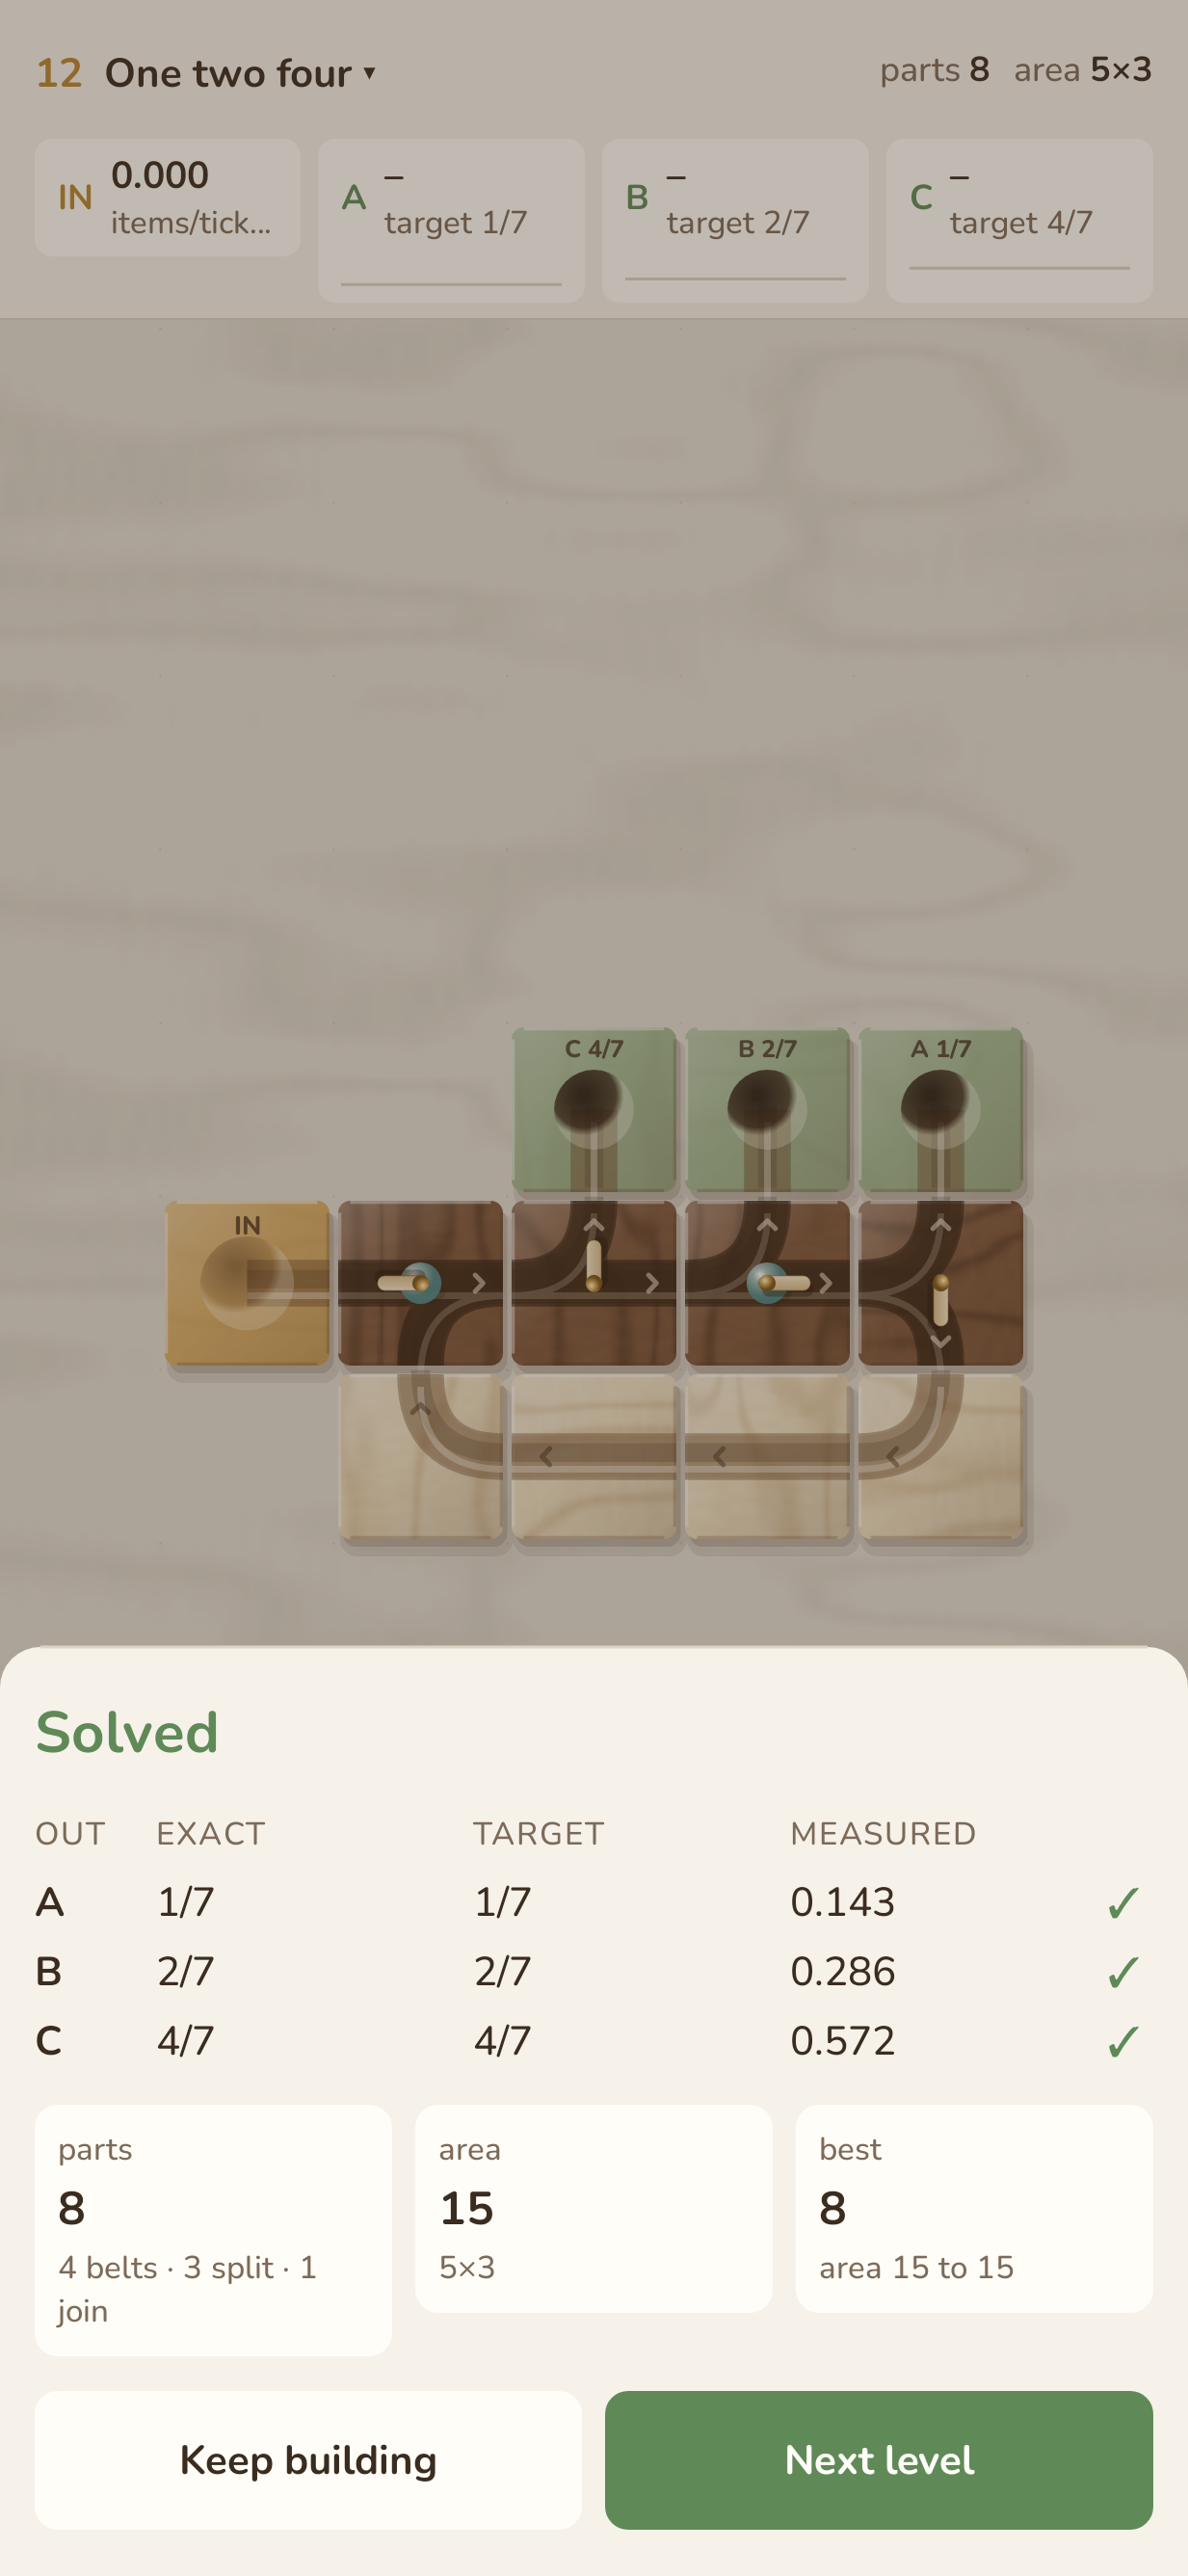 12 One two four ▾ parts 8 area 5×3
IN 0.000 items/tick...
A – target 1/7
B – target 2/7
C – target 4/7
C 4/7 B 2/7 A 1/7
IN
Solved
OUT EXACT TARGET MEASURED
A 1/7 1/7 0.143 ✓
B 2/7 2/7 0.286 ✓
C 4/7 4/7 0.572 ✓
parts
8
4 belts · 3 split · 1
join
area
15
5×3
best
8
area 15 to 15
Keep building Next level